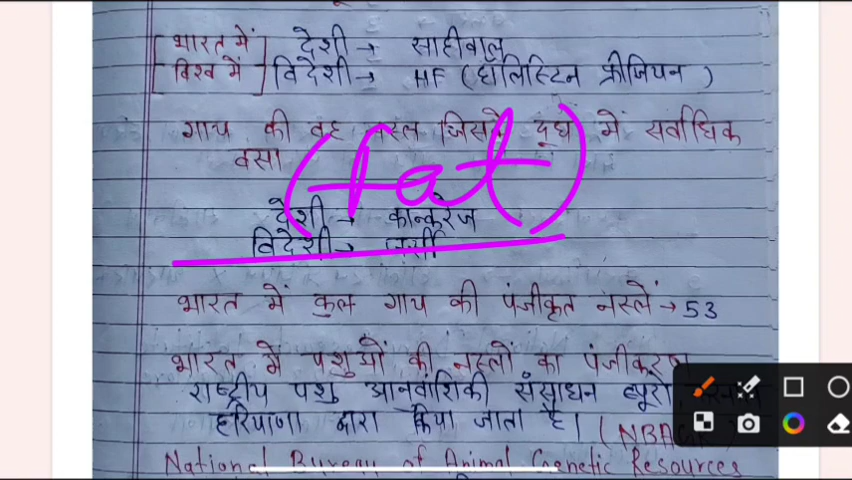 भारत में देशी → साहीवाल
विश्व में विदेशी → HF (हॉलिस्टिन फ्रीजियन)
गाय की वह नस्ल जिसके दूध में सर्वाधिक
वसा
(fat)
देशी → कान्करेज
विदेशी → जर्सी
भारत में कुल गाय की पंजीकृत नस्लें → 53
भारत में पशुओं की नस्लों का पंजीकरण
राष्ट्रीय पशु आनुवांशिकी संसाधन ब्यूरो
हरियाणा द्वारा किया जाता है। (NBAGR)
National Bureau of Animal Genetic Resources